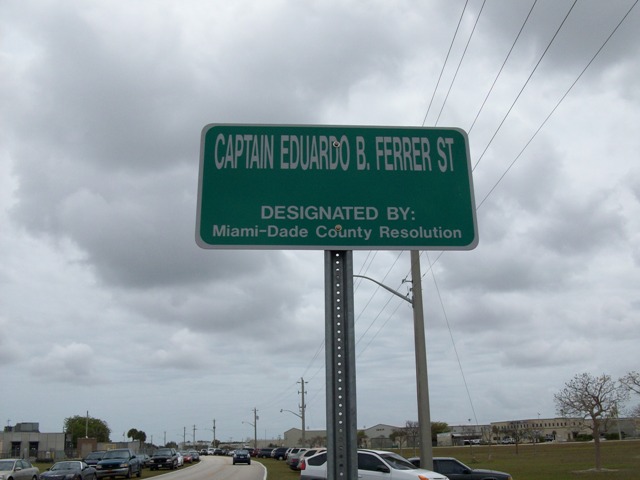 CAPTAIN EDUARDO B. FERRER ST
DESIGNATED BY:
Miami-Dade County Resolution